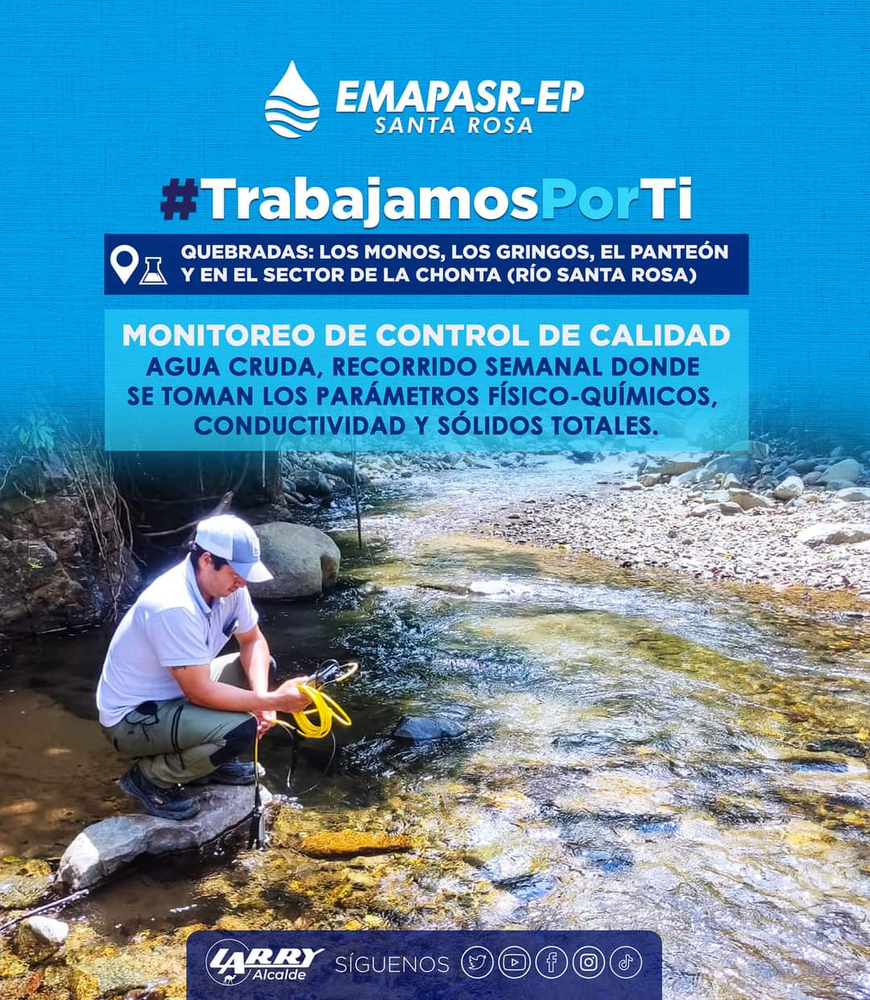 EMAPASR-EP
SANTA ROSA
#TrabajamosPorTi
QUEBRADAS: LOS MONOS, LOS GRINGOS, EL PANTEÓN
Y EN EL SECTOR DE LA CHONTA (RÍO SANTA ROSA)
MONITOREO DE CONTROL DE CALIDAD
AGUA CRUDA, RECORRIDO SEMANAL DONDE
SE TOMAN LOS PARÁMETROS FÍSICO-QUÍMICOS,
CONDUCTIVIDAD Y SÓLIDOS TOTALES.
LARRY
Alcalde
SÍGUENOS